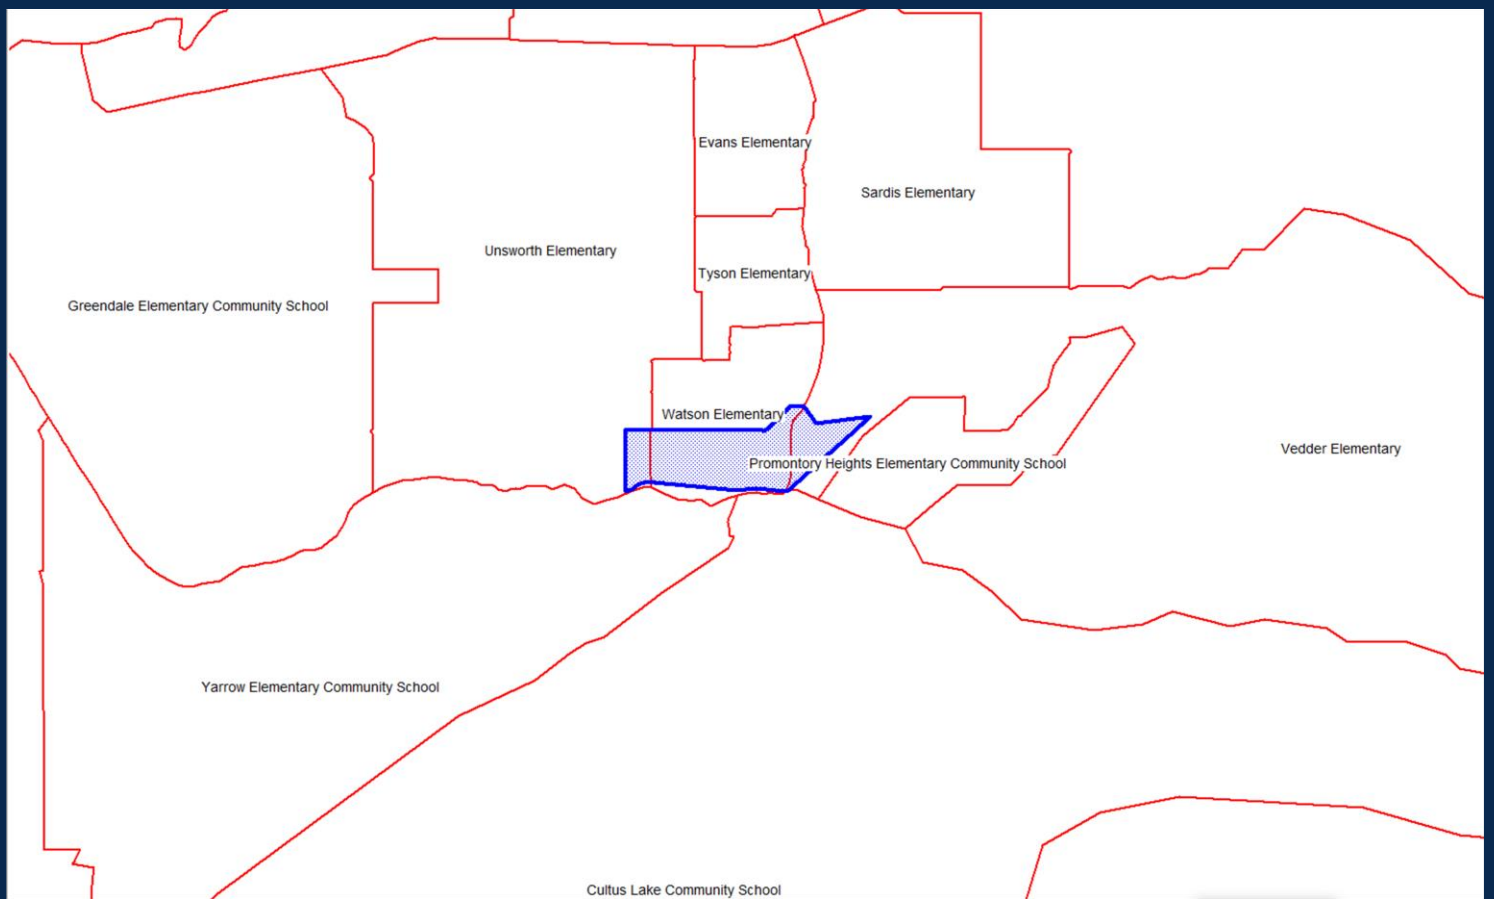 Evans Elementary
Sardis Elementary
Unsworth Elementary
Tyson Elementary
Greendale Elementary Community School
Watson Elementary
Vedder Elementary
Promontory Heights Elementary Community School
Yarrow Elementary Community School
Cultus Lake Community School